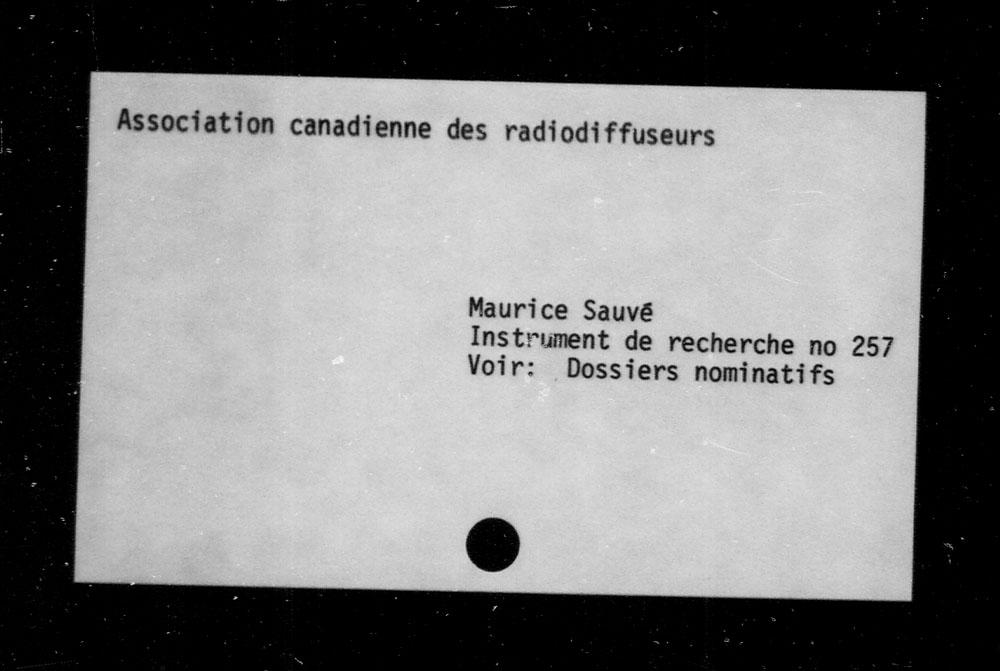 Association canadienne des radiodiffuseurs
Maurice Sauvé
Instrument de recherche no 257
Voir: Dossiers nominatifs